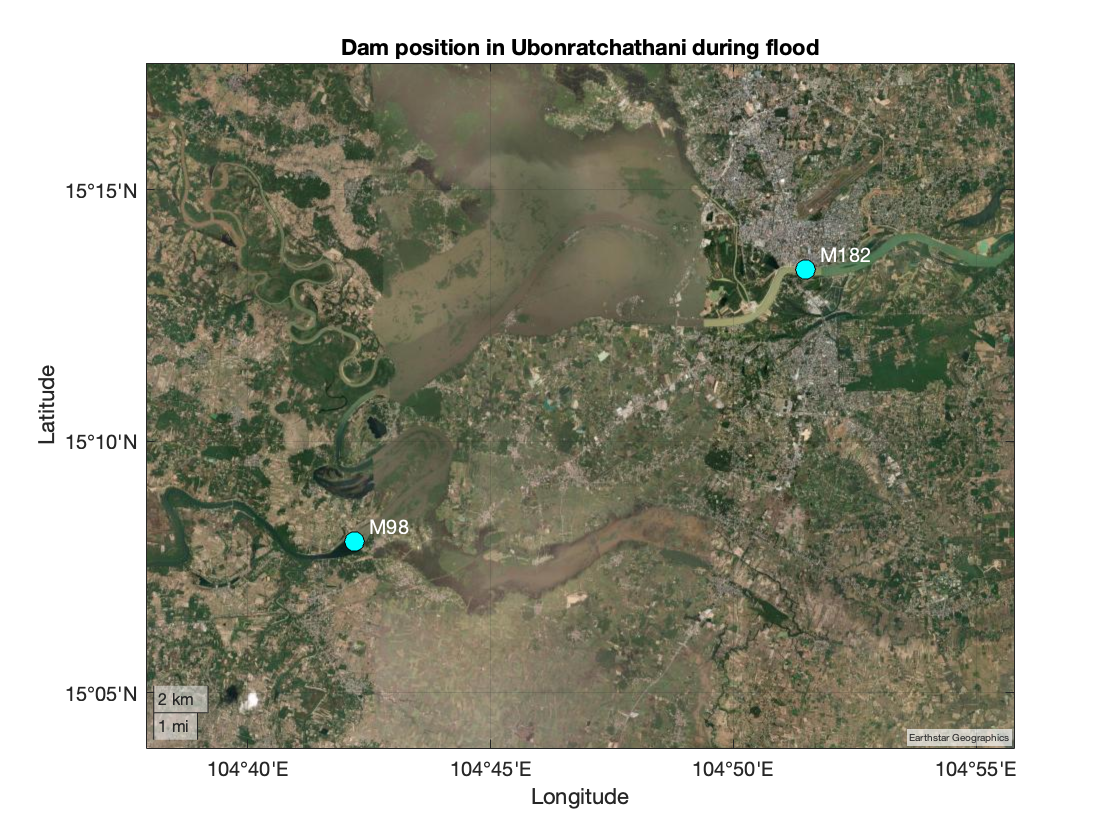 Dam position in Ubonratchathani during flood
15°15'N
M182
Latitude
15°10'N
M98
15°05'N
2 km
1 mi
Earthstar Geographics
104°40'E
104°45'E
104°50'E
104°55'E
Longitude